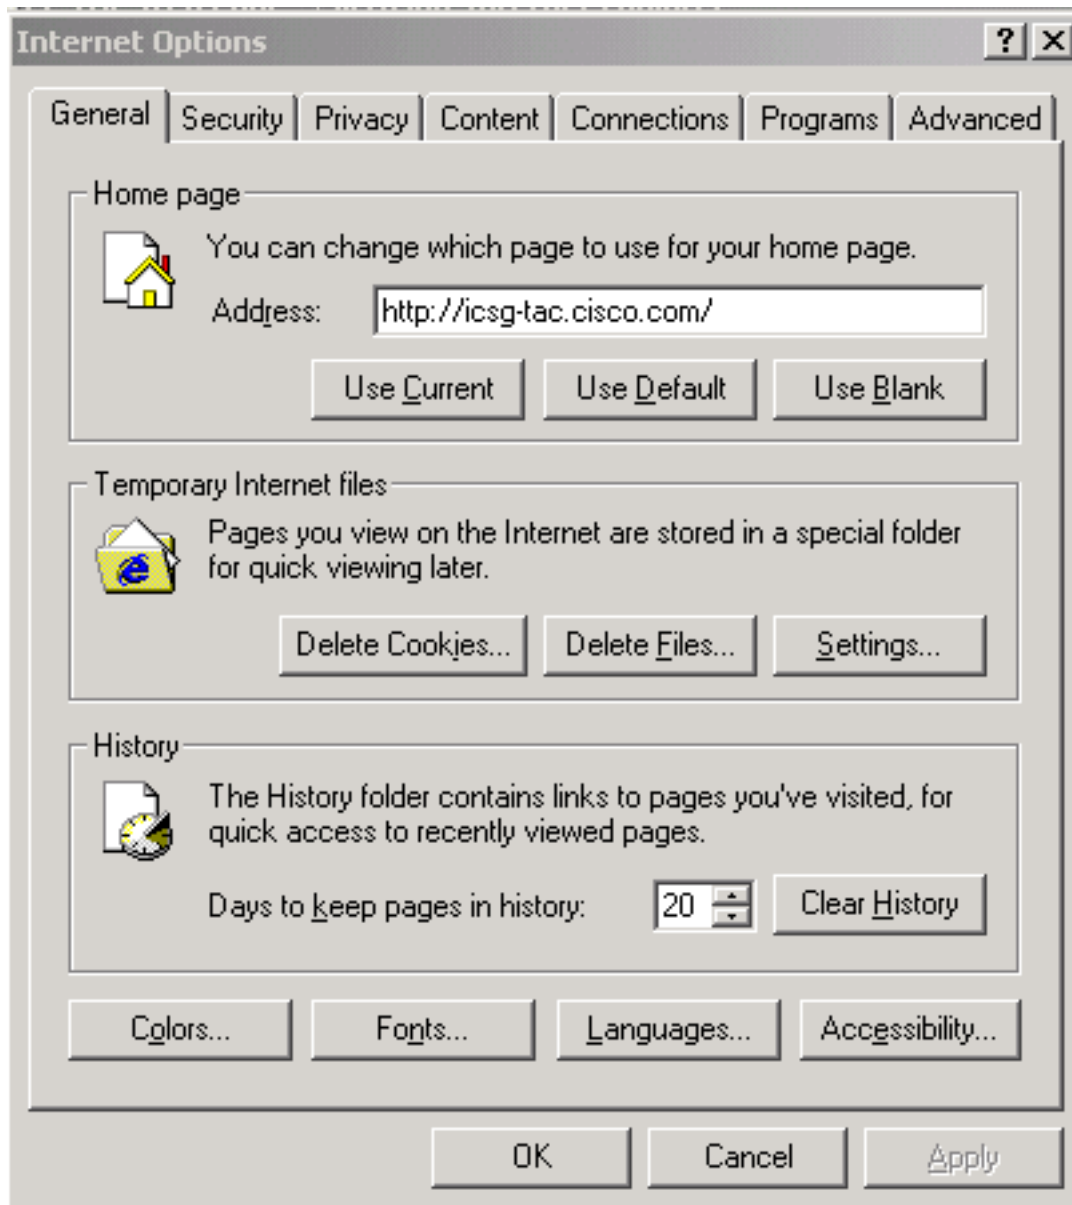 Internet Options
General Security Privacy Content Connections Programs Advanced
Home page
You can change which page to use for your home page.
Address: http://icsg-tac.cisco.com/
Use Current Use Default Use Blank
Temporary Internet files
Pages you view on the Internet are stored in a special folder
for quick viewing later.
Delete Cookies... Delete Files... Settings...
History
The History folder contains links to pages you've visited, for
quick access to recently viewed pages.
Days to keep pages in history: 20 Clear History
Colors... Fonts... Languages... Accessibility...
OK Cancel Apply